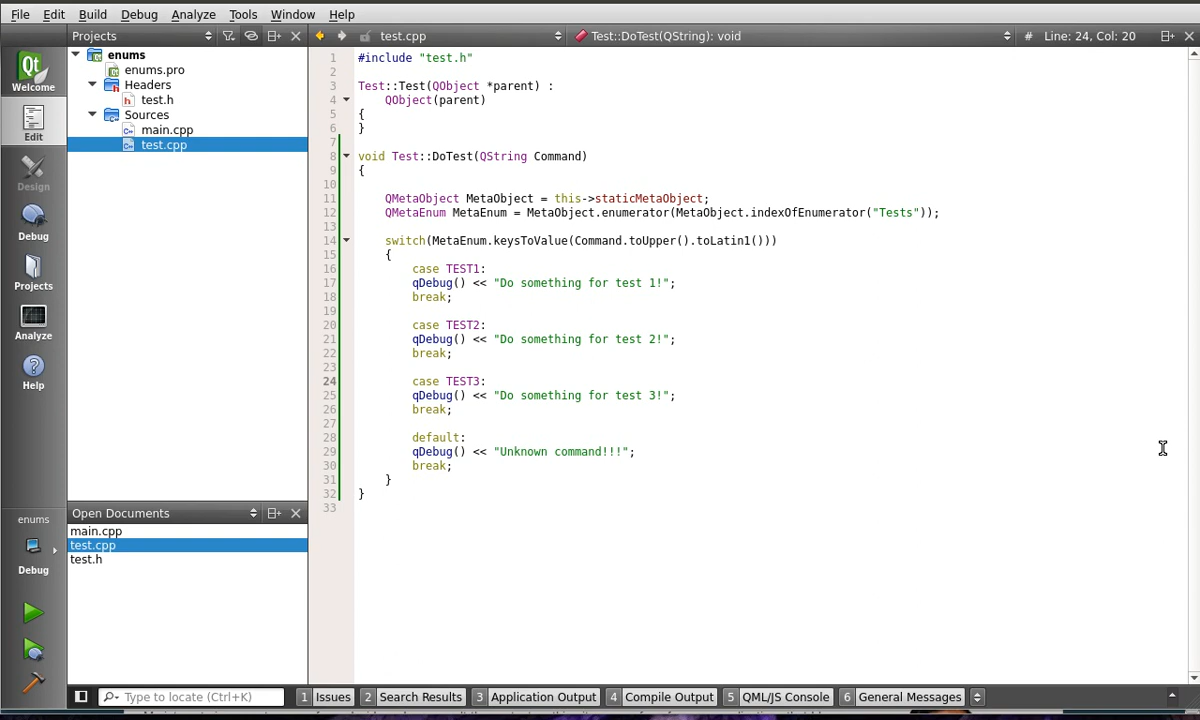 File Edit Build Debug Analyze Tools Window Help
Projects
test.cpp
Test::DoTest(QString): void
# Line: 24, Col: 20
Welcome
Edit
Design
Debug
Projects
Analyze
Help
enums
Debug
enums
enums.pro
Headers
test.h
Sources
main.cpp
test.cpp
Open Documents
main.cpp
test.cpp
test.h
1 #include "test.h"
2
3 Test::Test(QObject *parent) :
4 QObject(parent)
5 {
6 }
7
8 void Test::DoTest(QString Command)
9 {
10
11 QMetaObject MetaObject = this->staticMetaObject;
12 QMetaEnum MetaEnum = MetaObject.enumerator(MetaObject.indexOfEnumerator("Tests"));
13
14 switch(MetaEnum.keysToValue(Command.toUpper().toLatin1()))
15 {
16 case TEST1:
17 qDebug() << "Do something for test 1!";
18 break;
19
20 case TEST2:
21 qDebug() << "Do something for test 2!";
22 break;
23
24 case TEST3:
25 qDebug() << "Do something for test 3!";
26 break;
27
28 default:
29 qDebug() << "Unknown command!!!";
30 break;
31 }
32 }
33
Type to locate (Ctrl+K) 1 Issues 2 Search Results 3 Application Output 4 Compile Output 5 QML/JS Console 6 General Messages